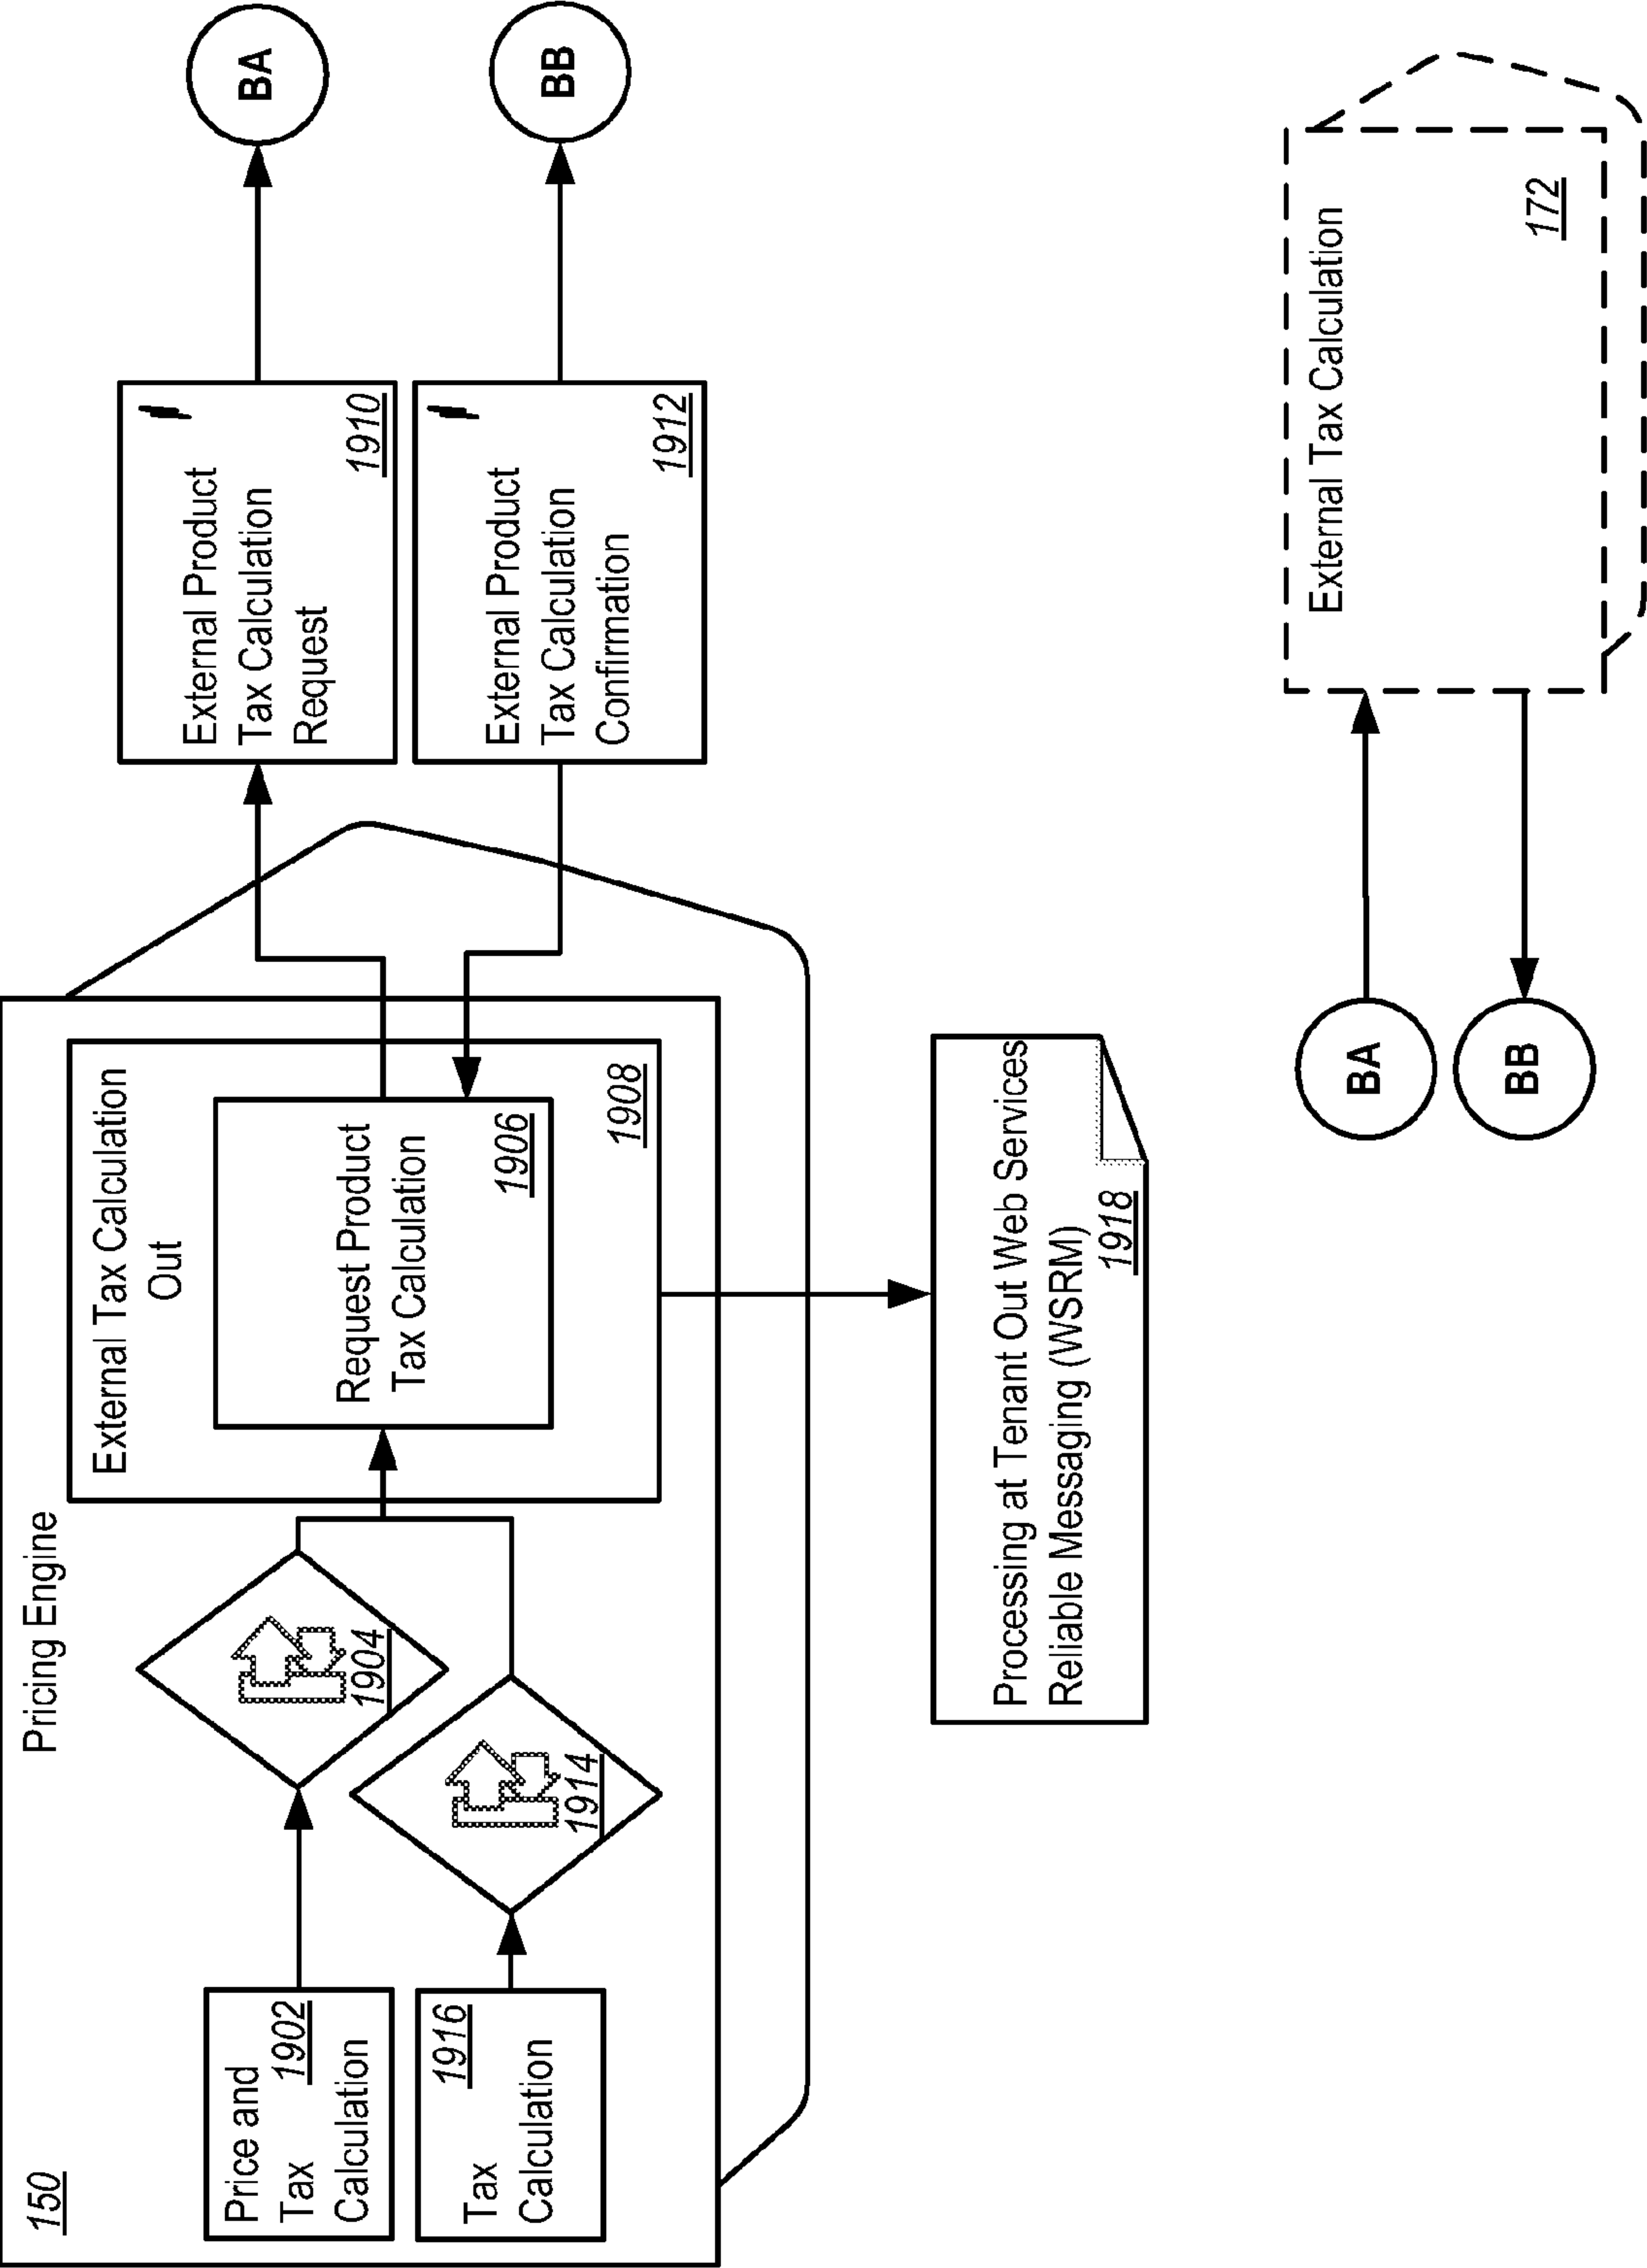 150
Pricing Engine
Price and
Tax 1902
Calculation
1904
Tax 1916
Calculation
1914
External Tax Calculation
Out
Request Product
Tax Calculation
1906
1908
External Product
Tax Calculation
Request
1910
BA
External Product
Tax Calculation
Confirmation
1912
BB
Processing at Tenant Out Web Services
Reliable Messaging (WSRM)
1918
BA
BB
External Tax Calculation
172